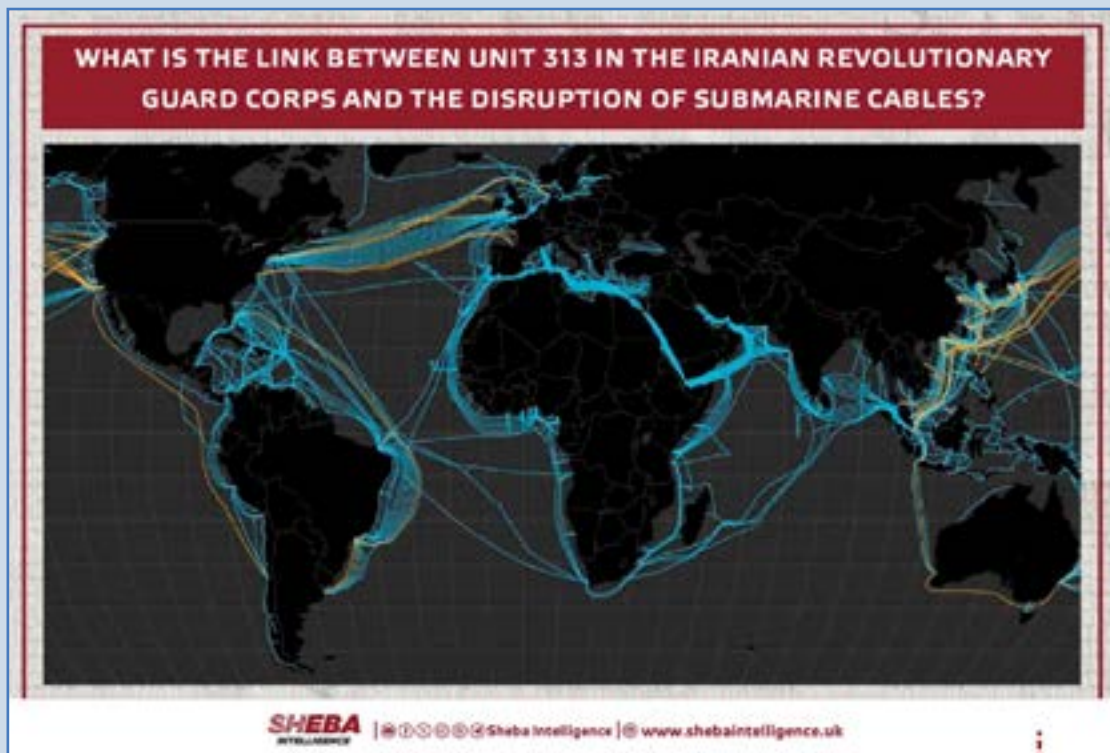 WHAT IS THE LINK BETWEEN UNIT 313 IN THE IRANIAN REVOLUTIONARY
GUARD CORPS AND THE DISRUPTION OF SUBMARINE CABLES?
SHEBA
INTELLIGENCE
| Sheba Intelligence | www.shebaintelligence.uk